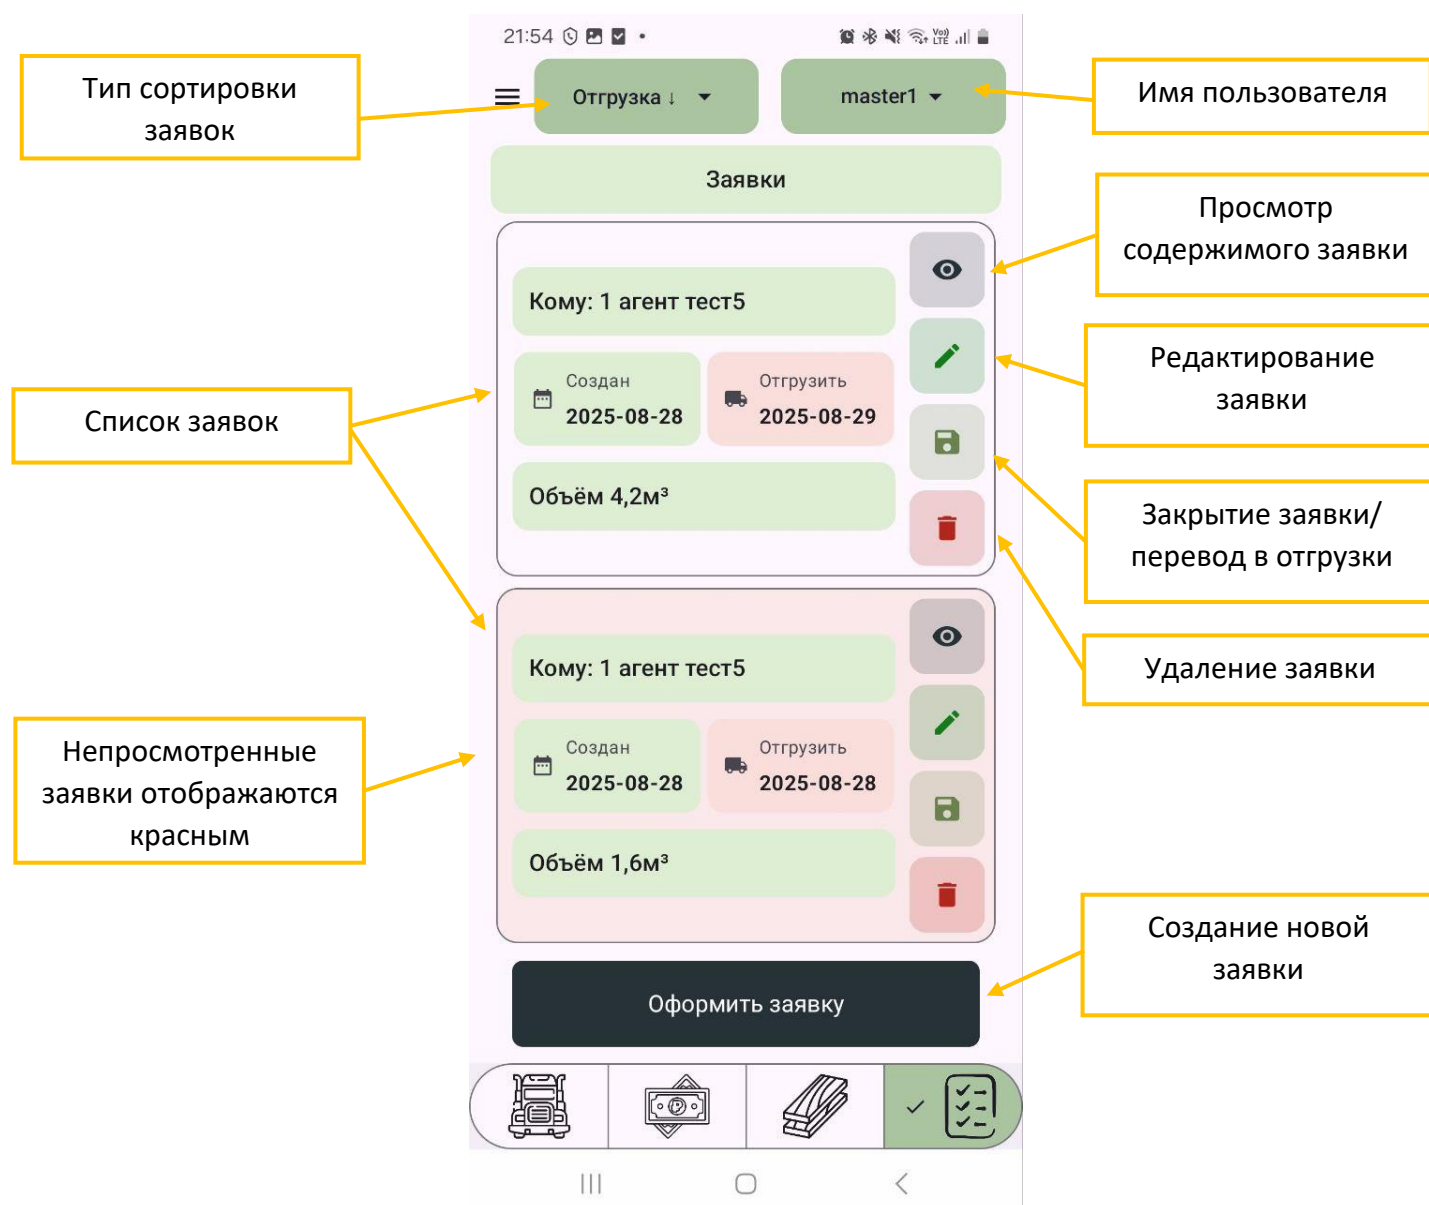 21:54
Vo))
LTE
Тип сортировки
заявок
Отгрузка ↓
master1
Имя пользователя
Заявки
Просмотр
содержимого заявки
Кому: 1 агент тест5
Редактирование
заявки
Создан
2025-08-28
Отгрузить
2025-08-29
Список заявок
Объём 4,2м³
Закрытие заявки/
перевод в отгрузки
Кому: 1 агент тест5
Удаление заявки
Непросмотренные
заявки отображаются
красным
Создан
2025-08-28
Отгрузить
2025-08-28
Объём 1,6м³
Создание новой
заявки
Оформить заявку